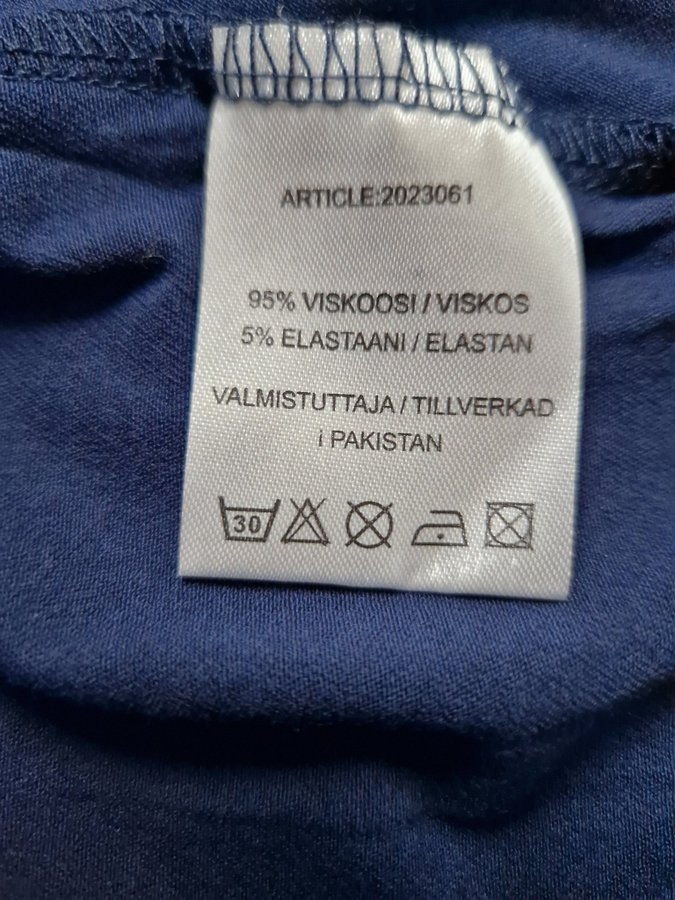 ARTICLE:2023061
95% VISKOOSI / VISKOS
5% ELASTAANI / ELASTAN
VALMISTUTTAJA / TILLVERKAD
i PAKISTAN
30